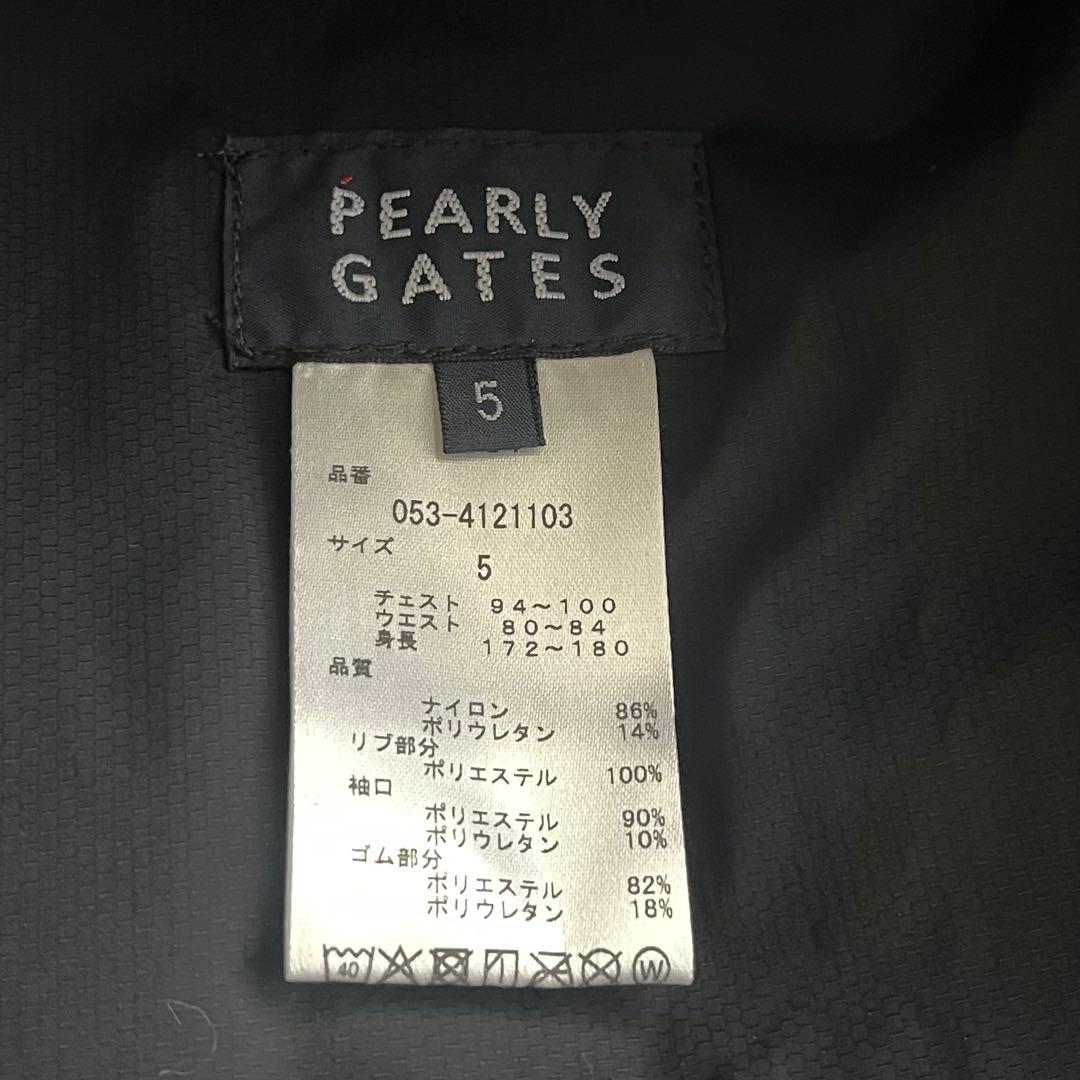 PEARLY
GATES
5
品番
053-4121103
サイズ
5
チェスト 94～100
ウエスト 80～84
身長 172～180
品質
ナイロン 86%
ポリウレタン 14%
リブ部分
ポリエステル 100%
袖口
ポリエステル 90%
ポリウレタン 10%
ゴム部分
ポリエステル 82%
ポリウレタン 18%
40 W